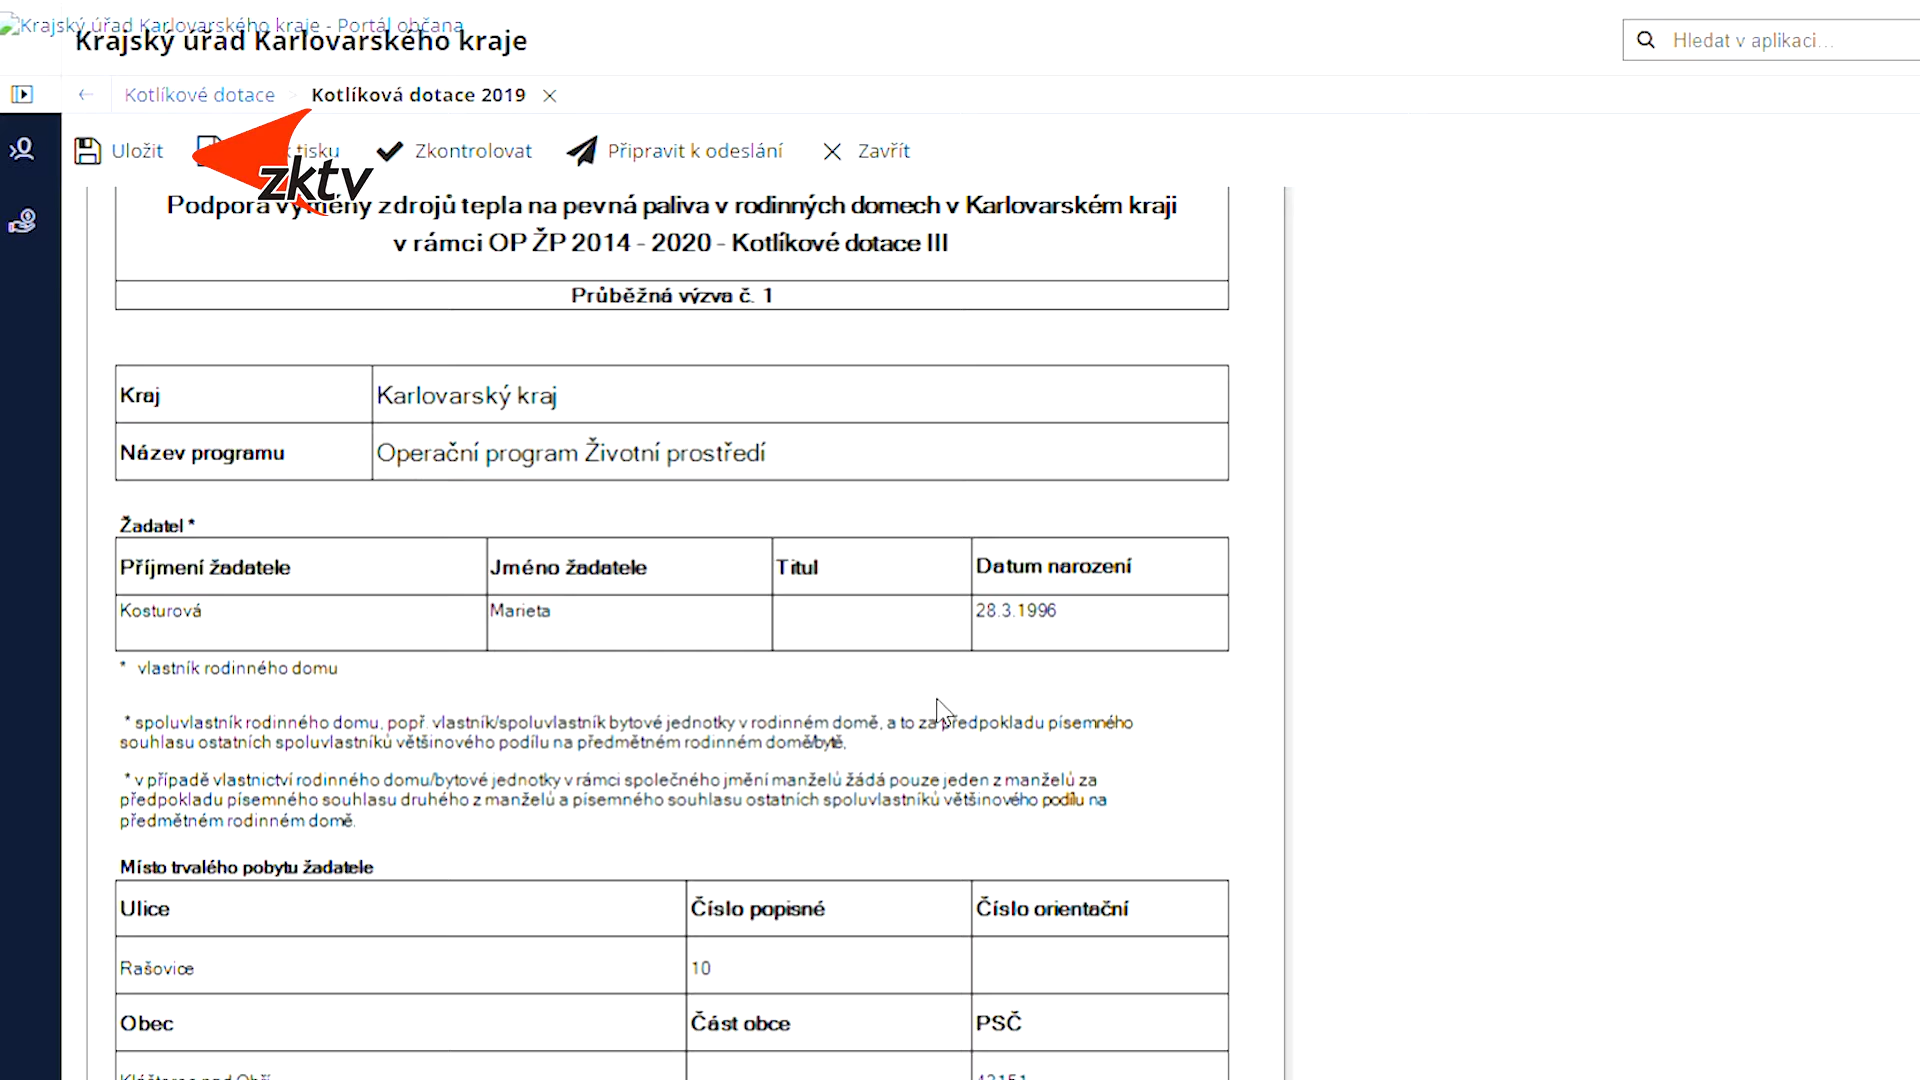 Krajský úřad Karlovarského kraje - Portál občana
Krajský úřad Karlovarského kraje
Hledat v aplikaci...
Kotlíkové dotace
Kotlíková dotace 2019
Uložit
k tisku
Zkontrolovat
Připravit k odeslání
Zavřít
zktv
Podpora výměny zdrojů tepla na pevná paliva v rodinných domech v Karlovarském kraji
v rámci OP ŽP 2014 - 2020 - Kotlíkové dotace III
Průběžná výzva č. 1
Kraj
Karlovarský kraj
Název programu
Operační program Životní prostředí
Žadatel *
Příjmení žadatele
Jméno žadatele
Titul
Datum narození
Kosturová
Marieta
28.3.1996
* vlastník rodinného domu
* spoluvlastník rodinného domu, popř. vlastník/spoluvlastník bytové jednotky v rodinném domě, a to za předpokladu písemného
souhlasu ostatních spoluvlastníků většinového podílu na předmětném rodinném domě/bytě,
* v případě vlastnictví rodinného domu/bytové jednotky v rámci společného jmění manželů žádá pouze jeden z manželů za
předpokladu písemného souhlasu druhého z manželů a písemného souhlasu ostatních spoluvlastníků většinového podílu na
předmětném rodinném domě.
Místo trvalého pobytu žadatele
Ulice
Číslo popisné
Číslo orientační
Rašovice
10
Obec
Část obce
PSČ
Klášterec nad Ohří
43151